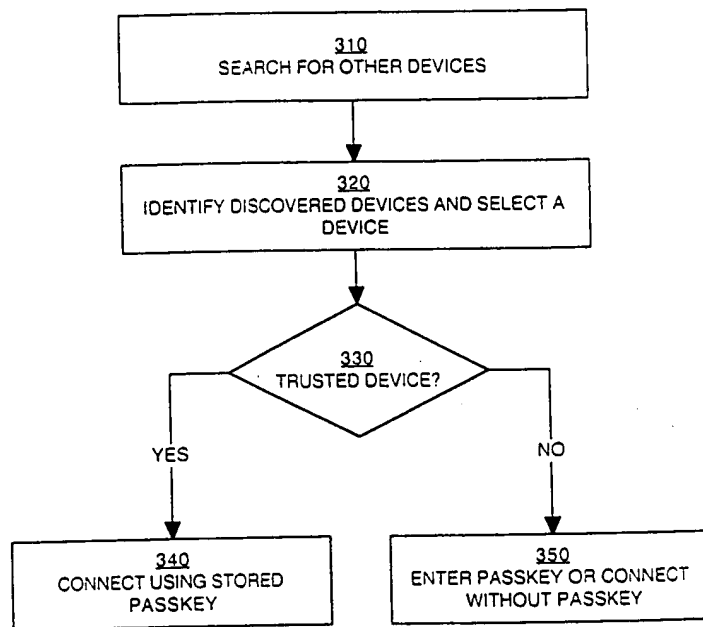 310
SEARCH FOR OTHER DEVICES
320
IDENTIFY DISCOVERED DEVICES AND SELECT A
DEVICE
330
TRUSTED DEVICE?
YES
NO
340
CONNECT USING STORED
PASSKEY
350
ENTER PASSKEY OR CONNECT
WITHOUT PASSKEY